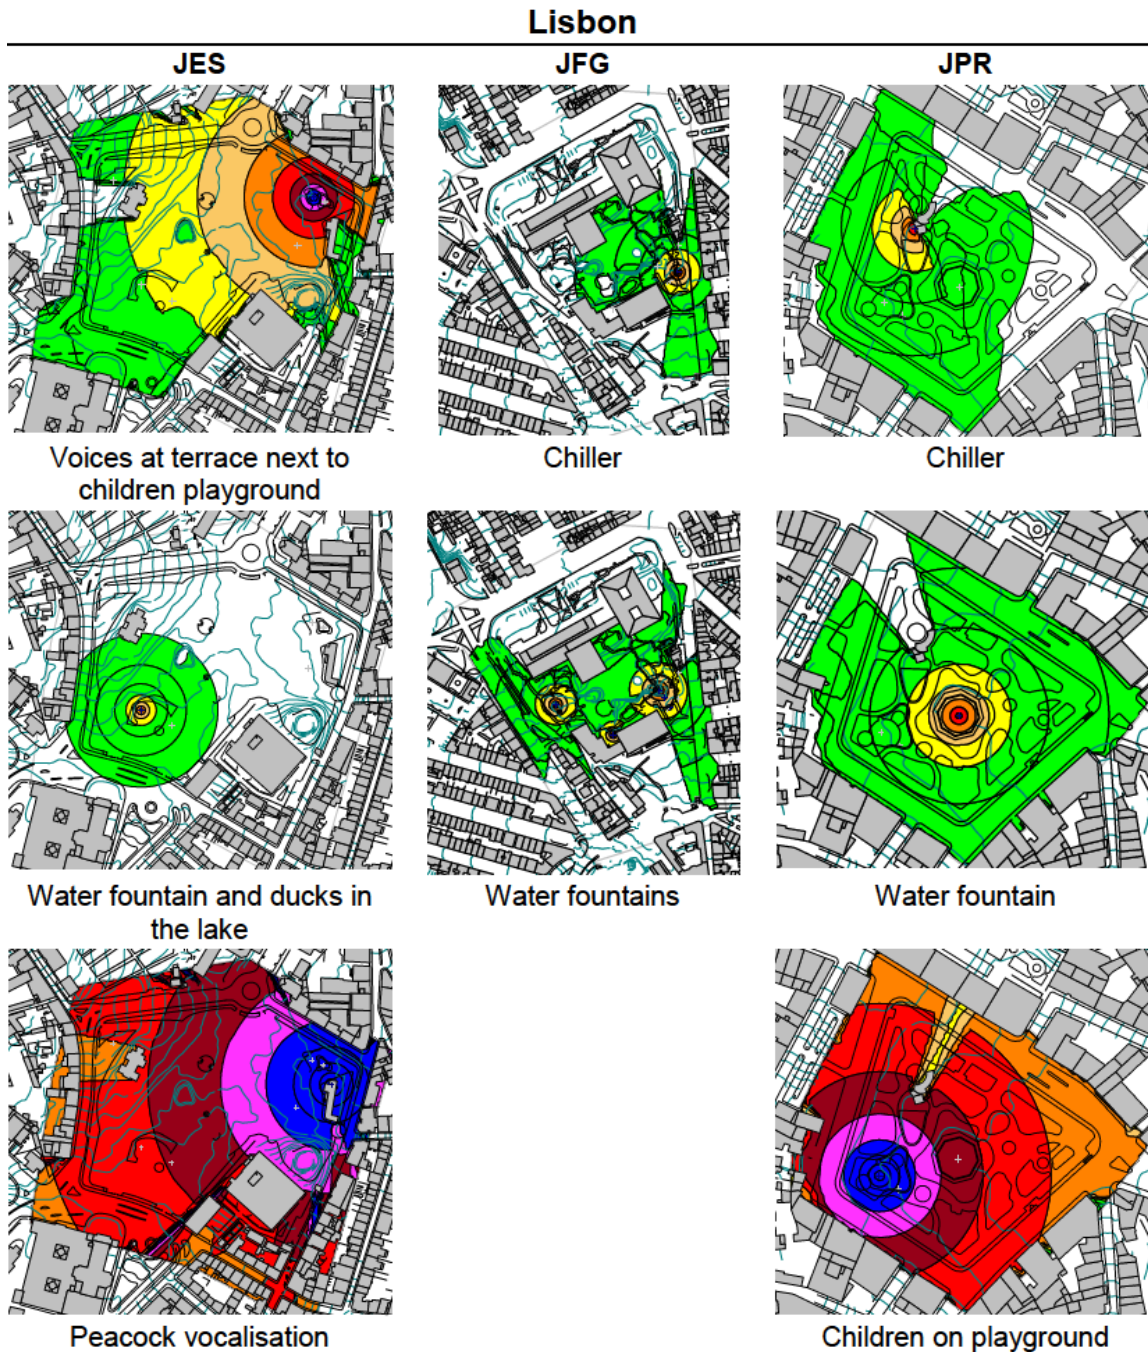 Lisbon
JES
JFG
JPR
Voices at terrace next to
children playground
Chiller
Chiller
Water fountain and ducks in
the lake
Water fountains
Water fountain
Peacock vocalisation
Children on playground